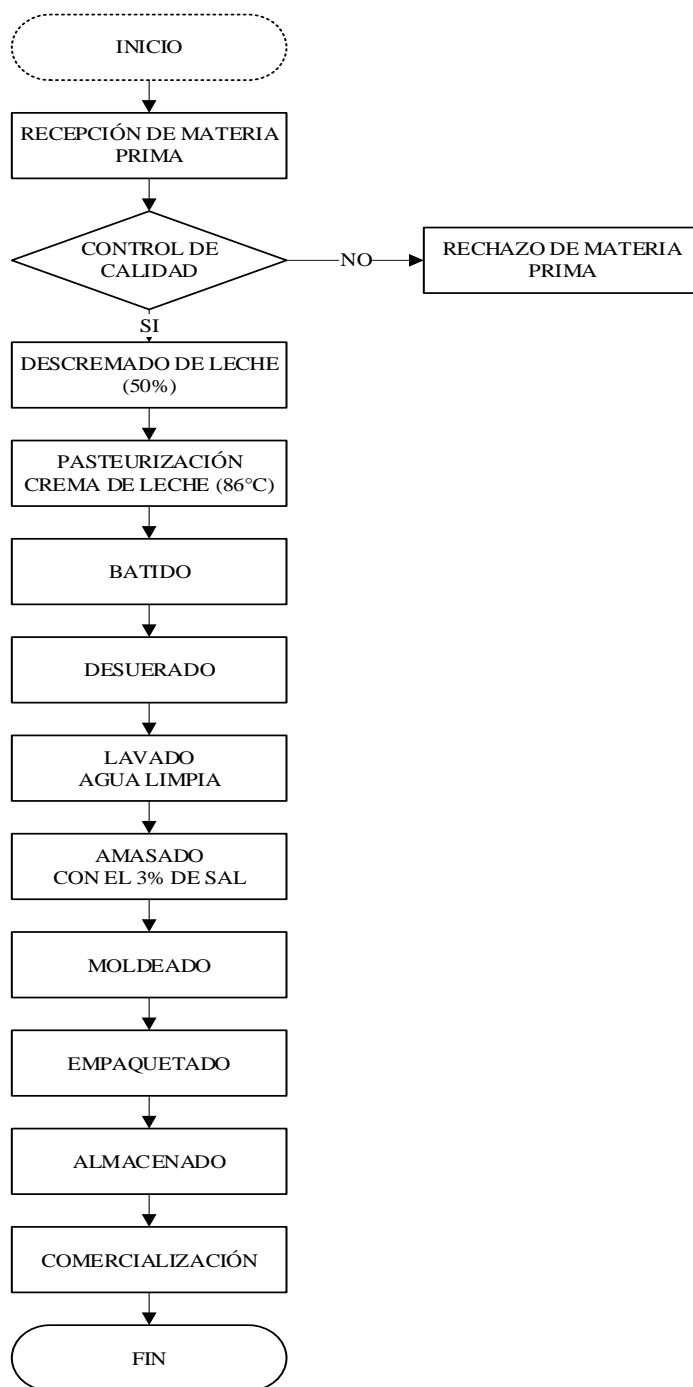 INICIO
RECEPCIÓN DE MATERIA
PRIMA
CONTROL DE
CALIDAD
NO
RECHAZO DE MATERIA
PRIMA
SI
DESCREMADO DE LECHE
(50%)
PASTEURIZACIÓN
CREMA DE LECHE (86°C)
BATIDO
DESUERADO
LAVADO
AGUA LIMPIA
AMASADO
CON EL 3% DE SAL
MOLDEADO
EMPAQUETADO
ALMACENADO
COMERCIALIZACIÓN
FIN